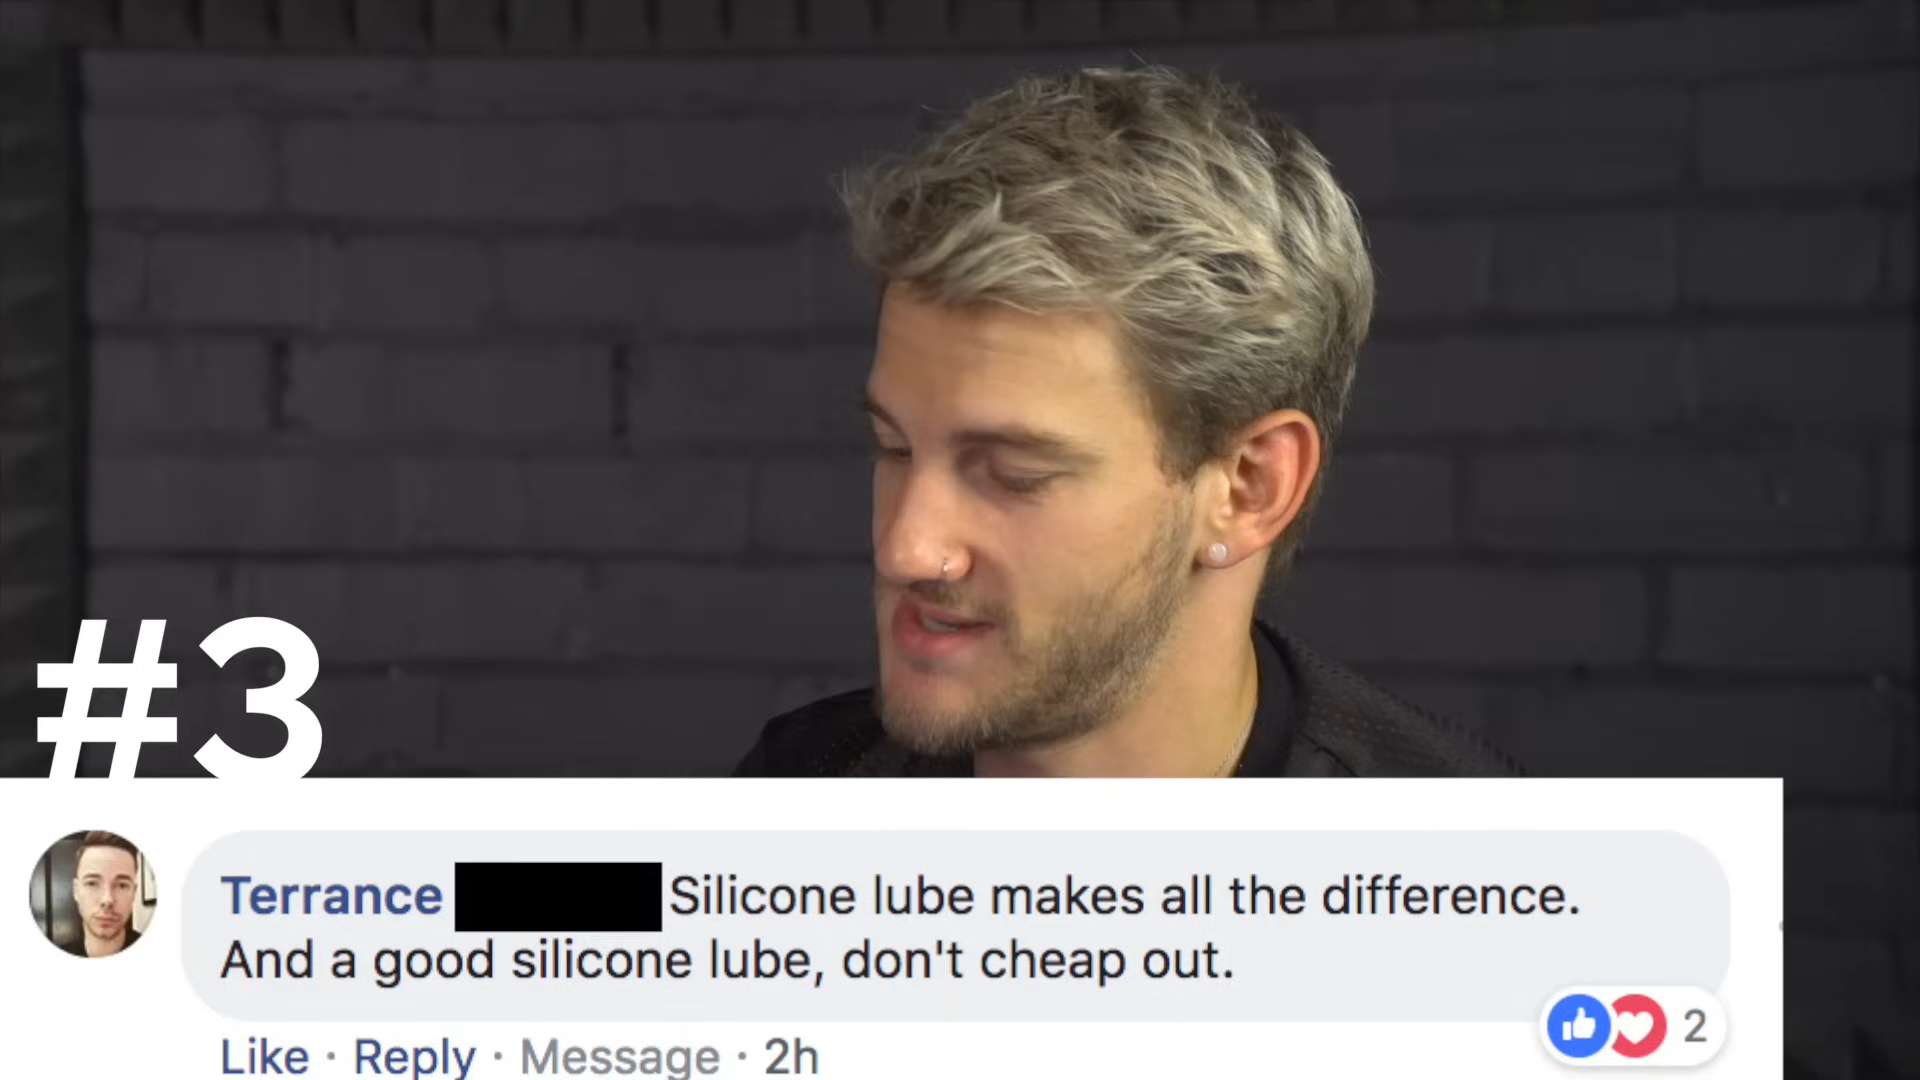 #3
Terrance Silicone lube makes all the difference.
And a good silicone lube, don't cheap out.
Like · Reply · Message · 2h
2